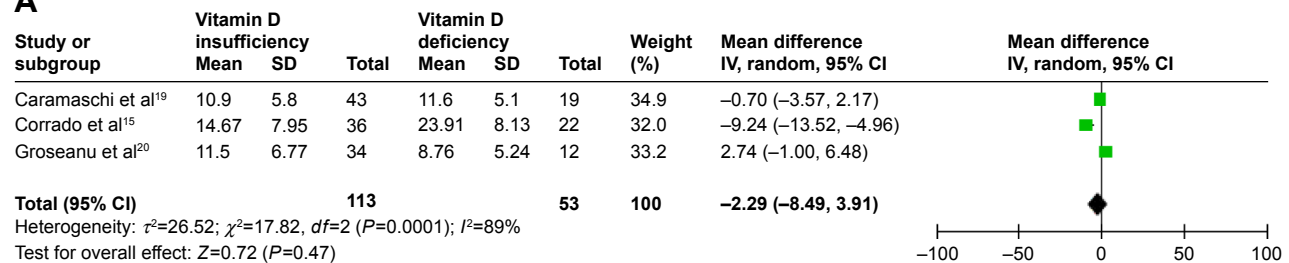 A
Vitamin D Vitamin D
Study or insufficiency deficiency Weight Mean difference Mean difference
subgroup Mean SD Total Mean SD Total (%) IV, random, 95% CI IV, random, 95% CI
Caramaschi et al¹⁹ 10.9 5.8 43 11.6 5.1 19 34.9 –0.70 (–3.57, 2.17)
Corrado et al¹⁵ 14.67 7.95 36 23.91 8.13 22 32.0 –9.24 (–13.52, –4.96)
Groseanu et al²⁰ 11.5 6.77 34 8.76 5.24 12 33.2 2.74 (–1.00, 6.48)
Total (95% CI) 113 53 100 –2.29 (–8.49, 3.91)
Heterogeneity: τ²=26.52; χ²=17.82, df=2 (P=0.0001); I²=89%
Test for overall effect: Z=0.72 (P=0.47)
–100 –50 0 50 100